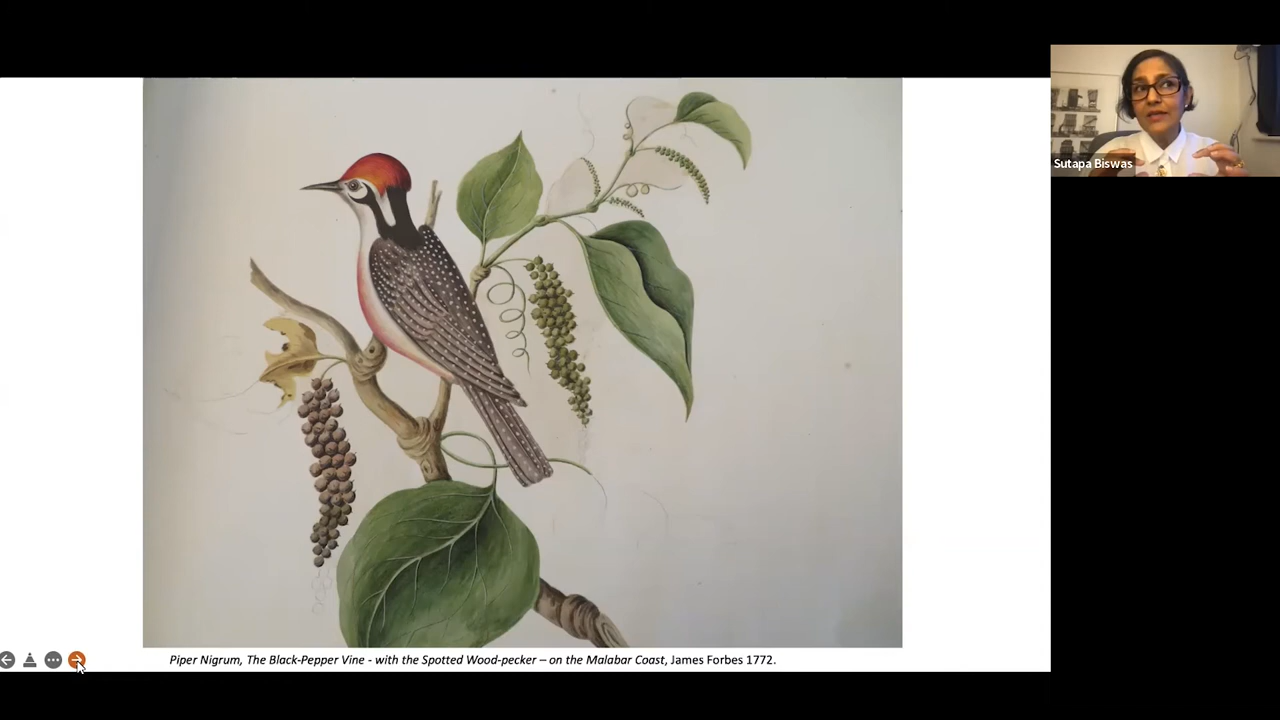 Sutapa Biswas
Piper Nigrum, The Black-Pepper Vine - with the Spotted Wood-pecker – on the Malabar Coast, James Forbes 1772.